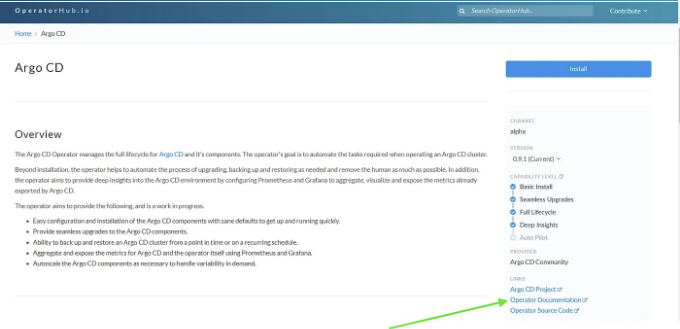 OperatorHub.io
Search OperatorHub...
Contribute
Home › Argo CD
Argo CD
Install
Overview
The Argo CD Operator manages the full lifecycle for Argo CD and it's components. The operator's goal is to automate the tasks required when operating an Argo CD cluster.
Beyond installation, the operator helps to automate the process of upgrading, backing up and restoring as needed and remove the human as much as possible. In addition,
the operator aims to provide deep insights into the Argo CD environment by configuring Prometheus and Grafana to aggregate, visualize and expose the metrics already
exported by Argo CD.
The operator aims to provide the following, and is a work in progress.
• Easy configuration and installation of the Argo CD components with sane defaults to get up and running quickly.
• Provide seamless upgrades to the Argo CD components.
• Ability to back up and restore an Argo CD cluster from a point in time or on a recurring schedule.
• Aggregate and expose the metrics for Argo CD and the operator itself using Prometheus and Grafana.
• Autoscale the Argo CD components as necessary to handle variability in demand.
CHANNEL
alpha
VERSION
0.9.1 (Current)
CAPABILITY LEVEL
Basic Install
Seamless Upgrades
Full Lifecycle
Deep Insights
Auto Pilot
PROVIDER
Argo CD Community
LINKS
Argo CD Project
Operator Documentation
Operator Source Code